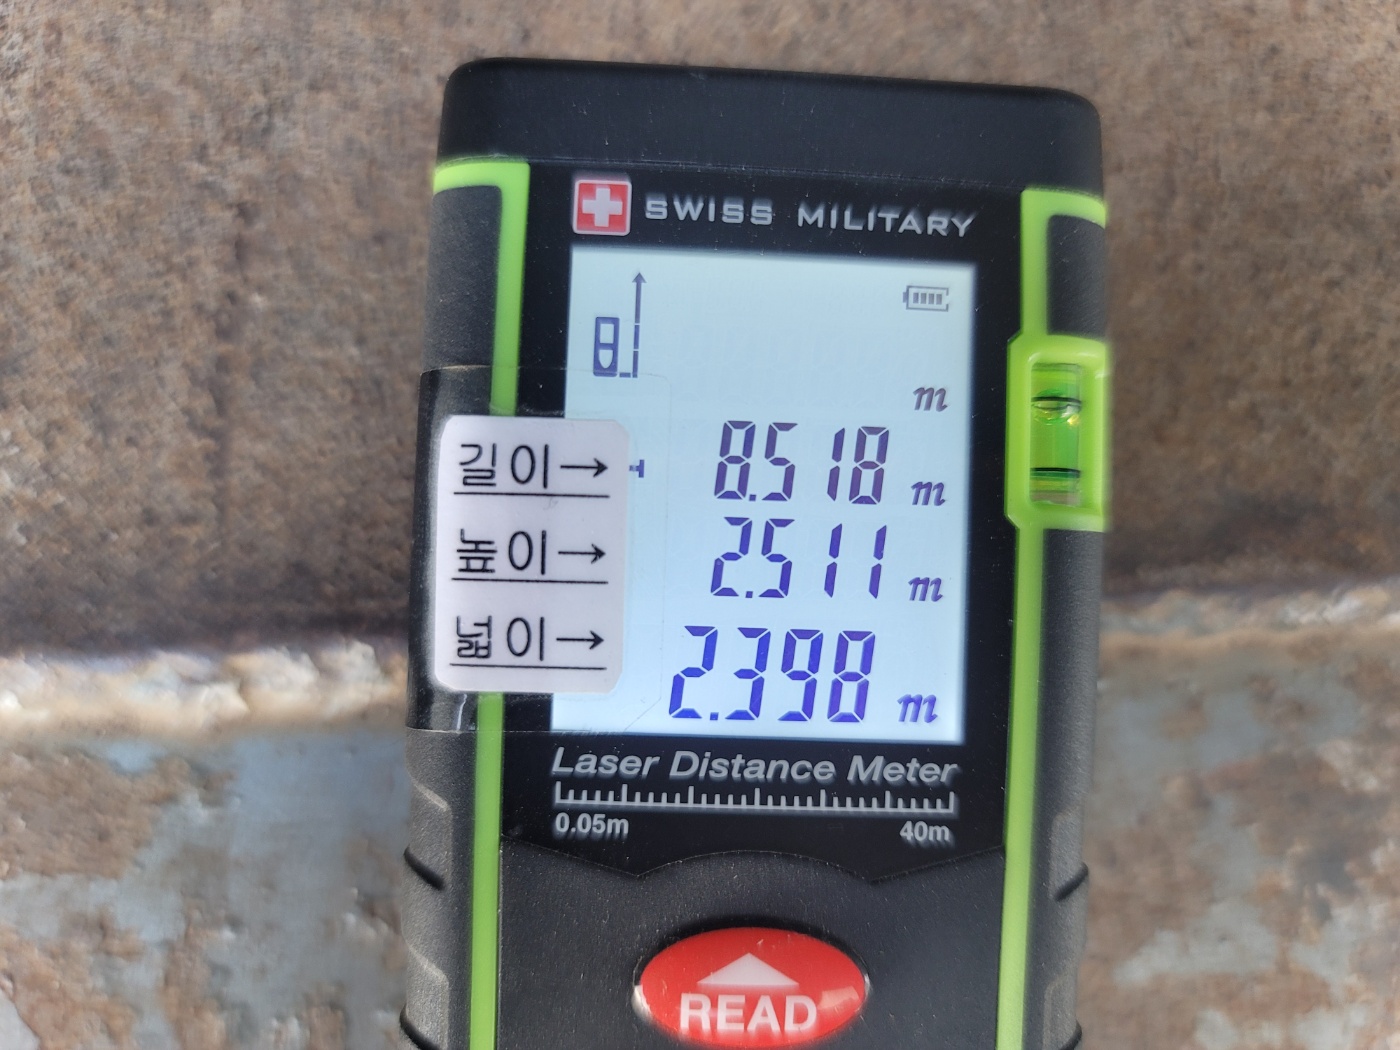 SWISS MILITARY
m
길이→ 8.518 m
높이→ 2.511 m
넓이→ 2.398 m
Laser Distance Meter
0.05m 40m
READ